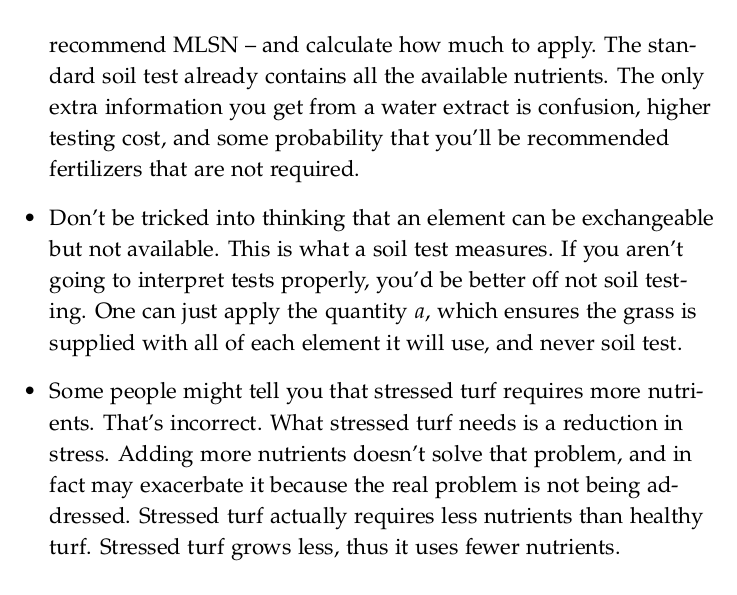 recommend MLSN – and calculate how much to apply. The stan-
dard soil test already contains all the available nutrients. The only
extra information you get from a water extract is confusion, higher
testing cost, and some probability that you'll be recommended
fertilizers that are not required.
• Don't be tricked into thinking that an element can be exchangeable
but not available. This is what a soil test measures. If you aren't
going to interpret tests properly, you'd be better off not soil test-
ing. One can just apply the quantity a, which ensures the grass is
supplied with all of each element it will use, and never soil test.
• Some people might tell you that stressed turf requires more nutri-
ents. That's incorrect. What stressed turf needs is a reduction in
stress. Adding more nutrients doesn't solve that problem, and in
fact may exacerbate it because the real problem is not being ad-
dressed. Stressed turf actually requires less nutrients than healthy
turf. Stressed turf grows less, thus it uses fewer nutrients.